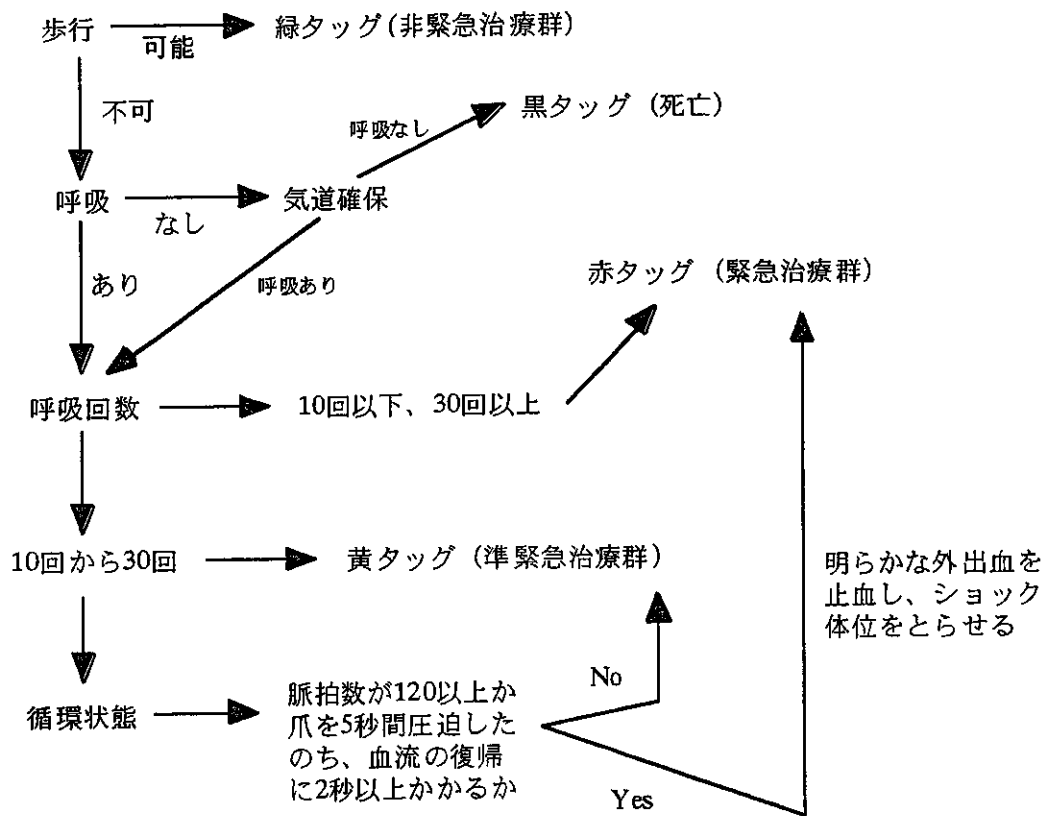 歩行
可能
緑タッグ(非緊急治療群)
不可
呼吸なし
黒タッグ（死亡）
呼吸
なし
気道確保
あり
呼吸あり
赤タッグ（緊急治療群）
呼吸回数
10回以下、30回以上
10回から30回
黄タッグ（準緊急治療群）
明らかな外出血を
止血し、ショック
体位をとらせる
循環状態
脈拍数が120以上か
爪を5秒間圧迫した
のち、血流の復帰
に2秒以上かかるか
No
Yes